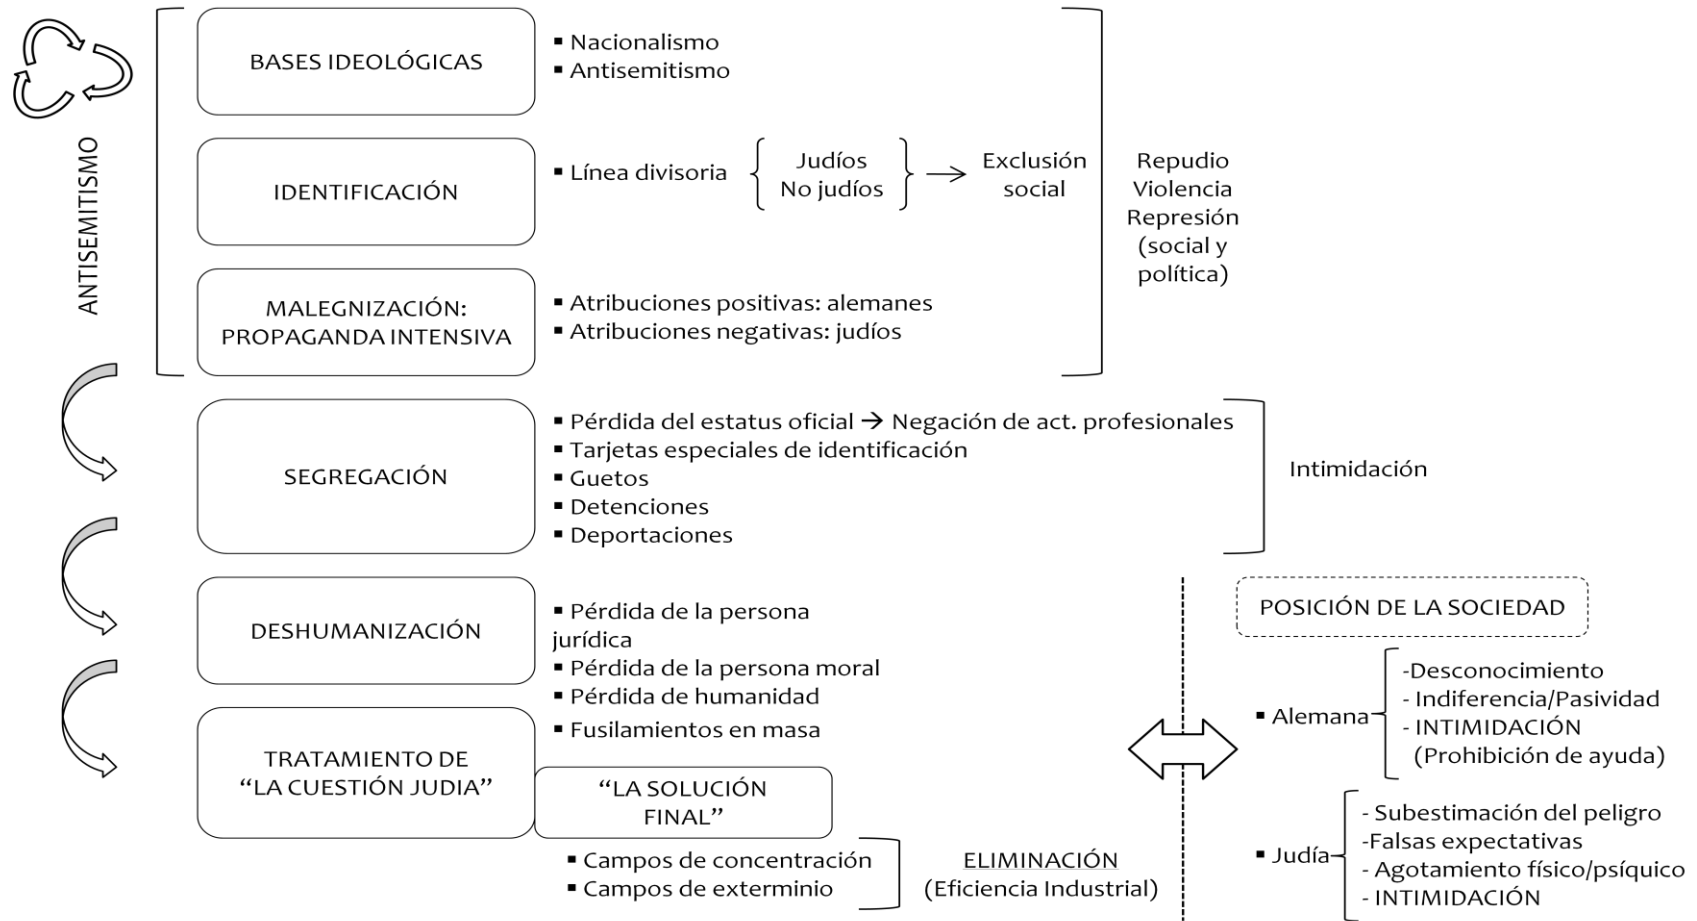 ANTISEMITISMO
BASES IDEOLÓGICAS
▪ Nacionalismo
▪ Antisemitismo
IDENTIFICACIÓN
▪ Línea divisoria
Judíos
No judíos
Exclusión
social
MALEGNIZACIÓN:
PROPAGANDA INTENSIVA
▪ Atribuciones positivas: alemanes
▪ Atribuciones negativas: judíos
Repudio
Violencia
Represión
(social y
política)
SEGREGACIÓN
▪ Pérdida del estatus oficial → Negación de act. profesionales
▪ Tarjetas especiales de identificación
▪ Guetos
▪ Detenciones
▪ Deportaciones
Intimidación
DESHUMANIZACIÓN
▪ Pérdida de la persona
jurídica
▪ Pérdida de la persona moral
▪ Pérdida de humanidad
TRATAMIENTO DE
“LA CUESTIÓN JUDIA”
▪ Fusilamientos en masa
“LA SOLUCIÓN
FINAL”
▪ Campos de concentración
▪ Campos de exterminio
ELIMINACIÓN
(Eficiencia Industrial)
POSICIÓN DE LA SOCIEDAD
▪ Alemana
-Desconocimiento
- Indiferencia/Pasividad
- INTIMIDACIÓN
(Prohibición de ayuda)
▪ Judía
- Subestimación del peligro
-Falsas expectativas
- Agotamiento físico/psíquico
- INTIMIDACIÓN